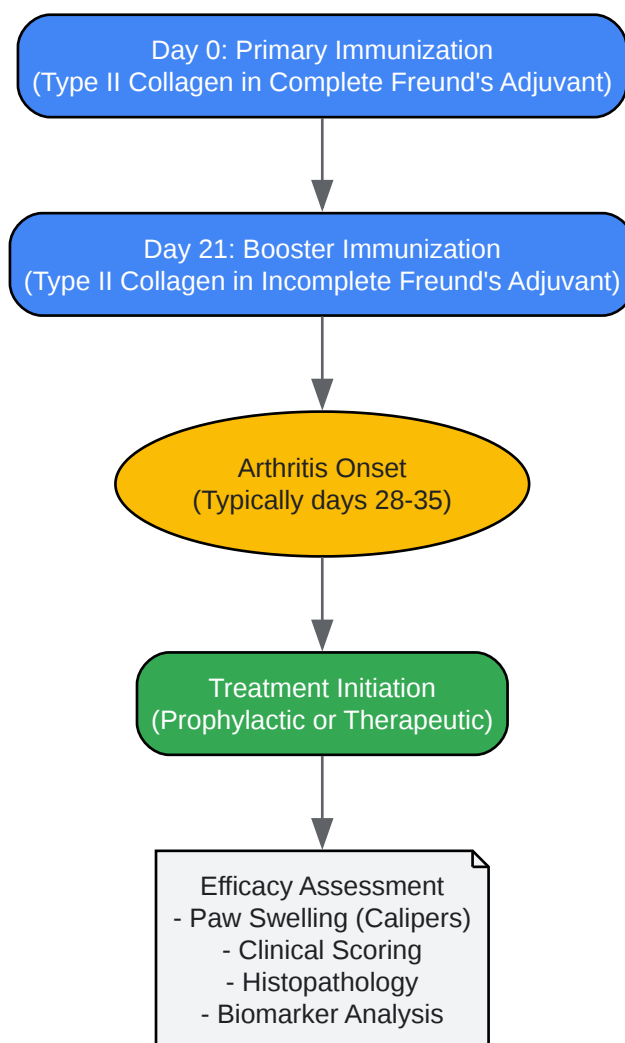 Day 0: Primary Immunization
(Type II Collagen in Complete Freund's Adjuvant)
Day 21: Booster Immunization
(Type II Collagen in Incomplete Freund's Adjuvant)
Arthritis Onset
(Typically days 28-35)
Treatment Initiation
(Prophylactic or Therapeutic)
Efficacy Assessment
- Paw Swelling (Calipers)
- Clinical Scoring
- Histopathology
- Biomarker Analysis